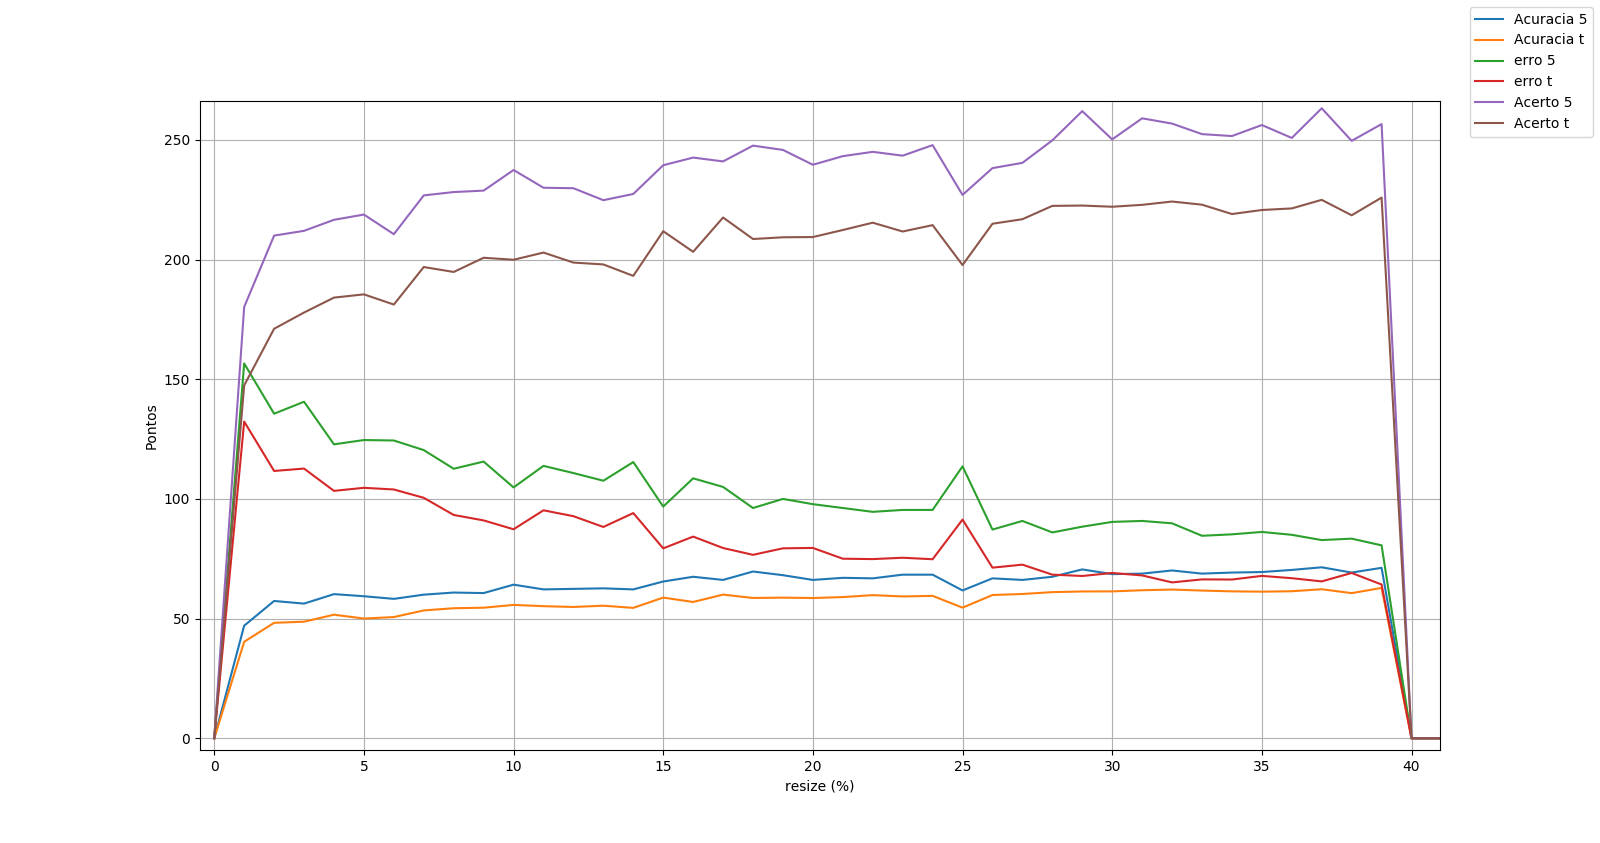 Acuracia 5
Acuracia t
erro 5
erro t
Acerto 5
Acerto t
250
200
150
100
50
0
Pontos
0 5 10 15 20 25 30 35 40
resize (%)